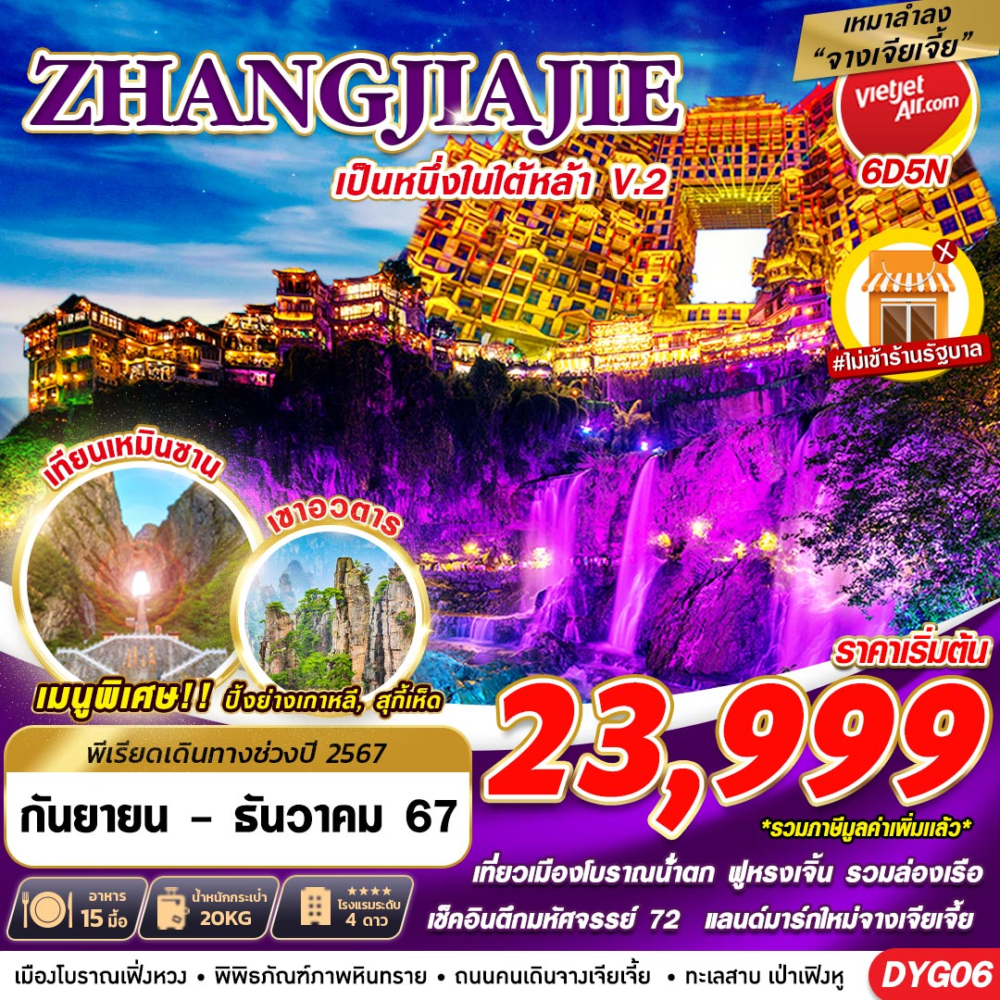 เหมาลำลง
“จางเจียเจี้ย”
ZHANGJIAJIE
vietjet
Air.com
เป็นหนึ่งในใต้หล้า V.2
6D5N
X
#ไม่เข้าร้านรัฐบาล
เทียนเหมินซาน
เขาอวตาร
ราคาเริ่มต้น
เมนูพิเศษ!! ปิ้งย่างเกาหลี, สุกี้เห็ด
23,999
พีเรียดเดินทางช่วงปี 2567
กันยายน - ธันวาคม 67
*รวมภาษีมูลค่าเพิ่มแล้ว*
เที่ยวเมืองโบราณน้ำตก ฟูหรงเจิ้น รวมล่องเรือ
อาหาร
15 มื้อ
น้ำหนักกระเป๋า
20KG
★★★★
โรงแรมระดับ
4 ดาว
เช็คอินตึกมหัศจรรย์ 72 แลนด์มาร์กใหม่จางเจียเจี้ย
เมืองโบราณเฟิ่งหวง • พิพิธภัณฑ์ภาพหินทราย • ถนนคนเดินจางเจียเจี้ย • ทะเลสาบ เป่าเฟิงหู
DYG06